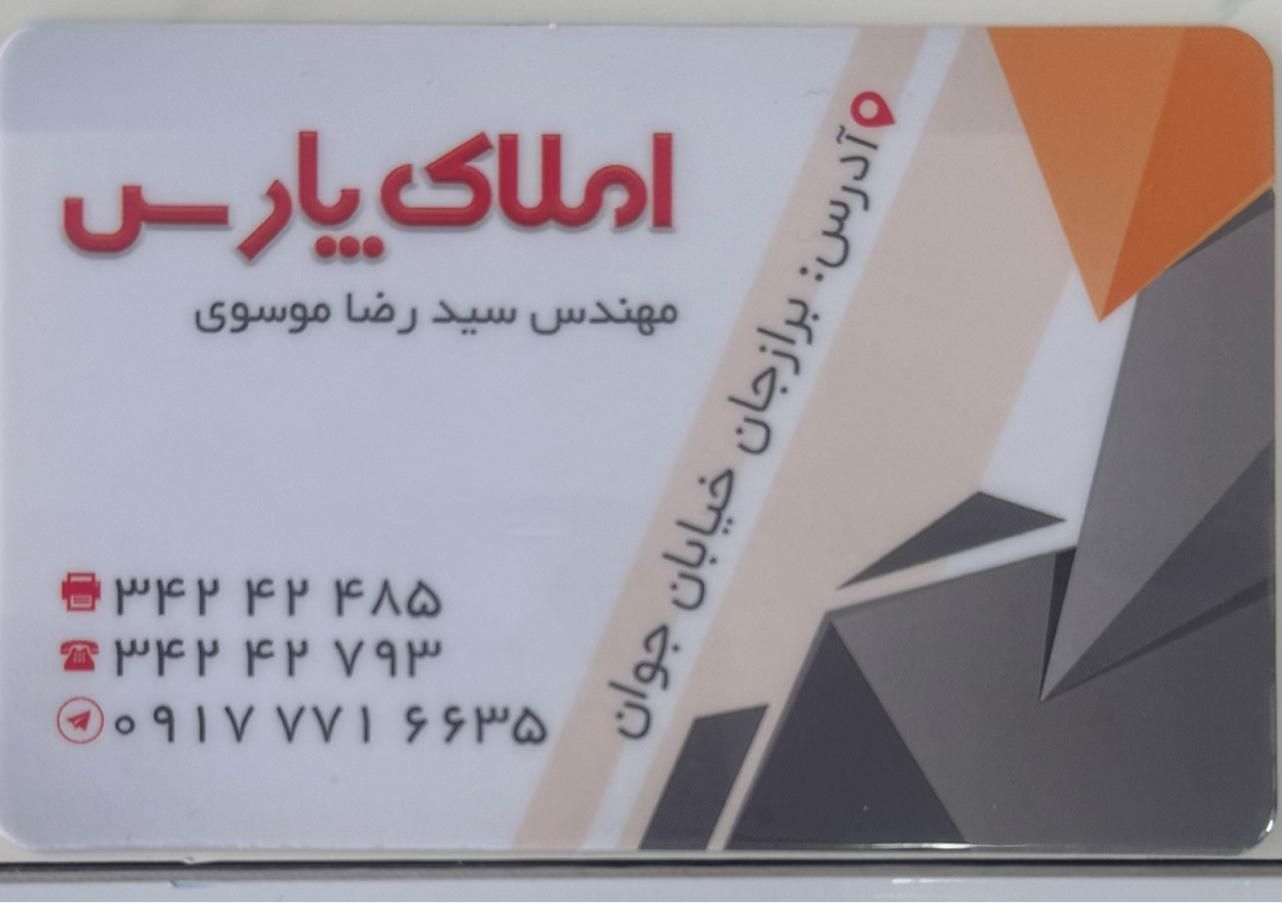 املاک پارس
مهندس سید رضا موسوی
آدرس: برازجان خیابان جوان
۳۴۲ ۴۲ ۴۸۵
۳۴۲ ۴۲ ۷۹۳
۰۹۱۷ ۷۷۱ ۶۶۳۵